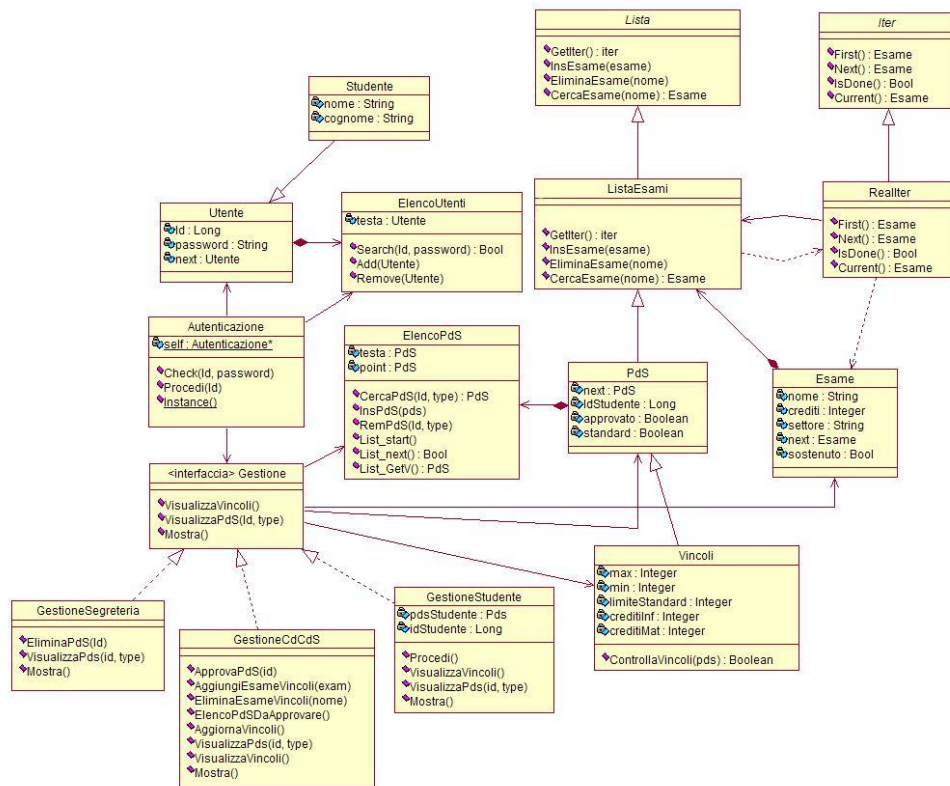 Lista
GetIter() : iter
InsEsame(esame)
EliminaEsame(nome)
CercaEsame(nome) : Esame
Iter
First() : Esame
Next() : Esame
IsDone() : Bool
Current() : Esame
Studente
nome : String
cognome : String
Utente
Id : Long
password : String
next : Utente
ElencoUtenti
testa : Utente
Search(Id, password) : Bool
Add(Utente)
Remove(Utente)
ListaEsami
GetIter() : iter
InsEsame(esame)
EliminaEsame(nome)
CercaEsame(nome) : Esame
RealIter
First() : Esame
Next() : Esame
IsDone() : Bool
Current() : Esame
Autenticazione
self : Autenticazione*
Check(Id, password)
Procedi(Id)
Instance()
ElencoPdS
testa : PdS
point : PdS
CercaPdS(Id, type) : PdS
InsPdS(pds)
RemPdS(Id, type)
List_start()
List_next() : Bool
List_GetV() : PdS
PdS
next : PdS
IdStudente : Long
approvato : Boolean
standard : Boolean
Esame
nome : String
crediti : Integer
settore : String
next : Esame
sostenuto : Bool
<interfaccia> Gestione
VisualizzaVincoli()
VisualizzaPdS(Id, type)
Mostra()
Vincoli
max : Integer
min : Integer
limiteStandard : Integer
creditiInf : Integer
creditiMat : Integer
ControllaVincoli(pds) : Boolean
GestioneSegreteria
EliminaPdS(Id)
VisualizzaPds(id, type)
Mostra()
GestioneCdCdS
ApprovaPdS(id)
AggiungiEsameVincoli(exam)
EliminaEsameVincoli(nome)
ElencoPdSDaApprovare()
AggiornaVincoli()
VisualizzaPds(id, type)
VisualizzaVincoli()
Mostra()
GestioneStudente
pdsStudente : Pds
idStudente : Long
Procedi()
VisualizzaVincoli()
VisualizzaPds(id, type)
Mostra()